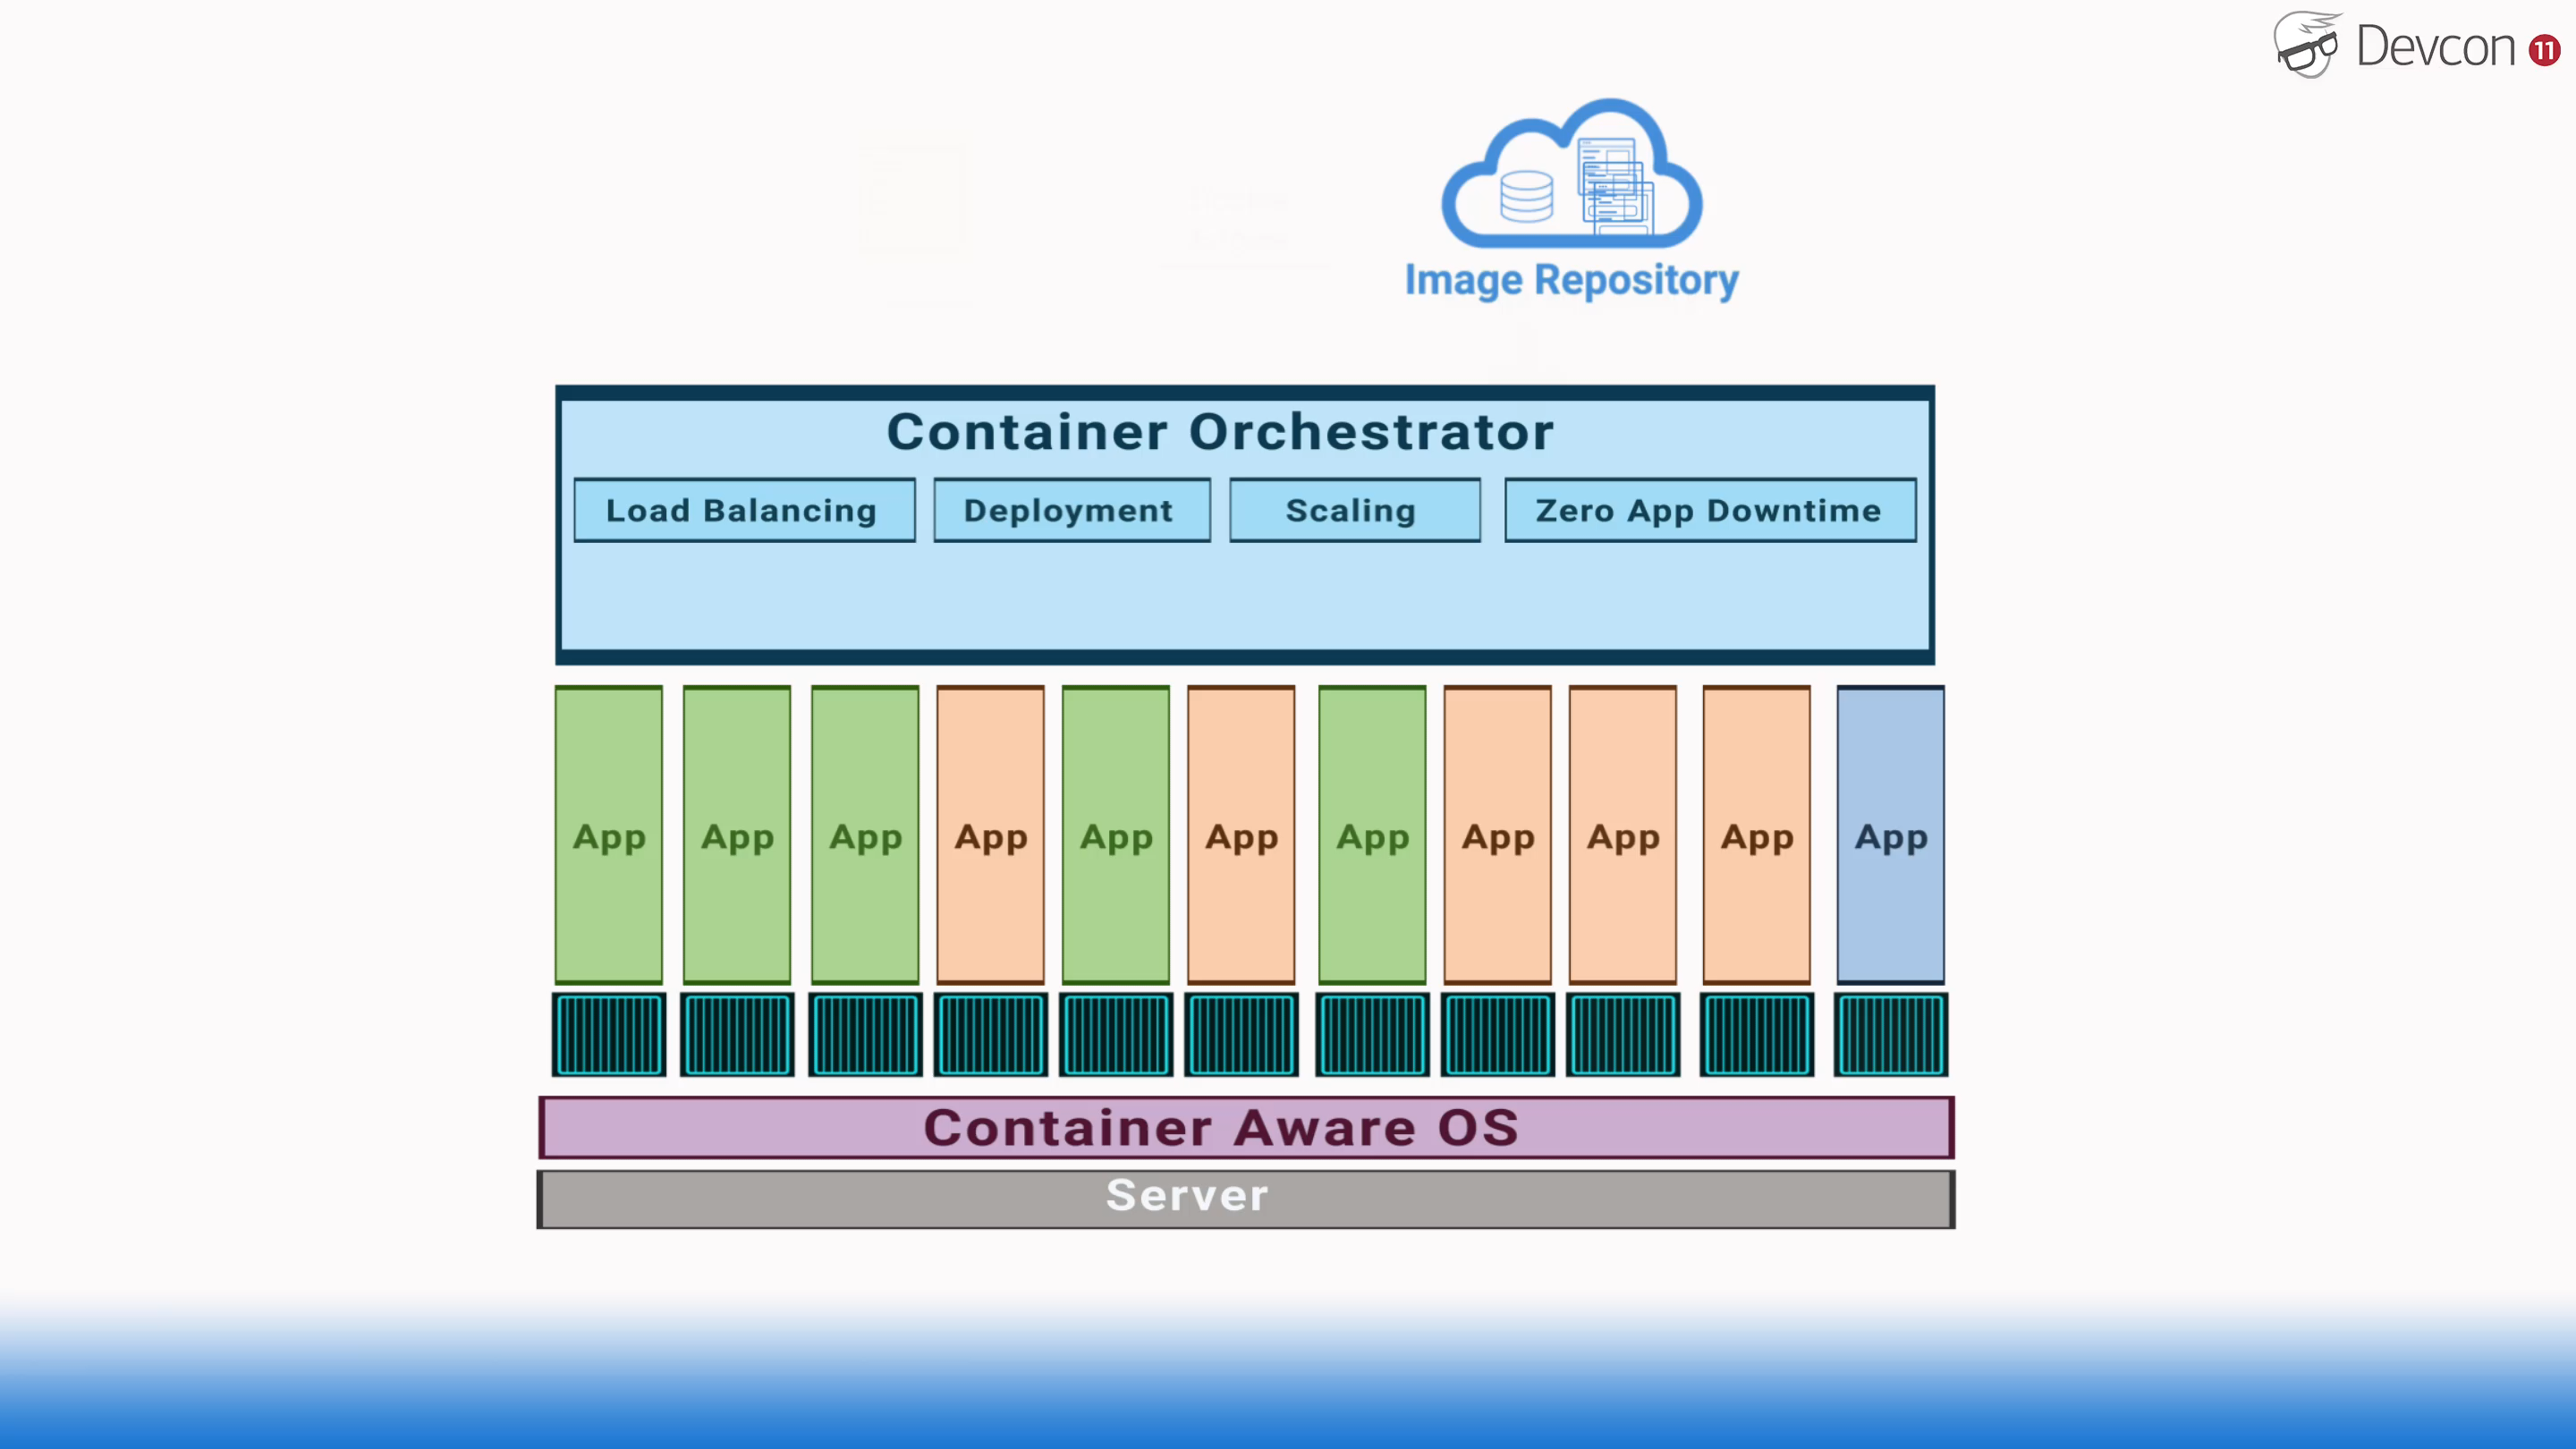 Devcon 11
Image Repository
Container Orchestrator
Load Balancing
Deployment
Scaling
Zero App Downtime
App
App
App
App
App
App
App
App
App
App
App
Container Aware OS
Server